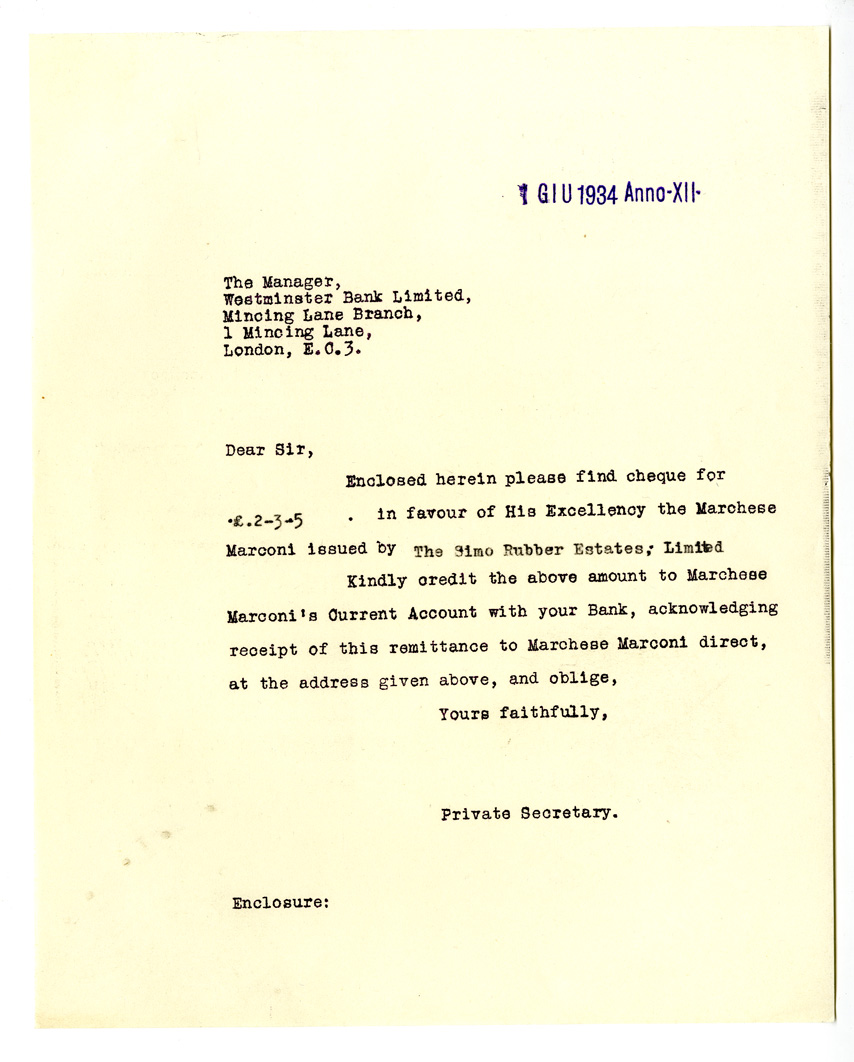 1 GIU 1934 Anno-XII-
The Manager,
Westminster Bank Limited,
Mincing Lane Branch,
1 Mincing Lane,
London, E.C.3.
Dear Sir,
Enclosed herein please find cheque for
£.2-3-5 . in favour of His Excellency the Marchese
Marconi issued by The Simo Rubber Estates, Limited
Kindly credit the above amount to Marchese
Marconi's Current Account with your Bank, acknowledging
receipt of this remittance to Marchese Marconi direct,
at the address given above, and oblige,
Yours faithfully,
Private Secretary.
Enclosure: